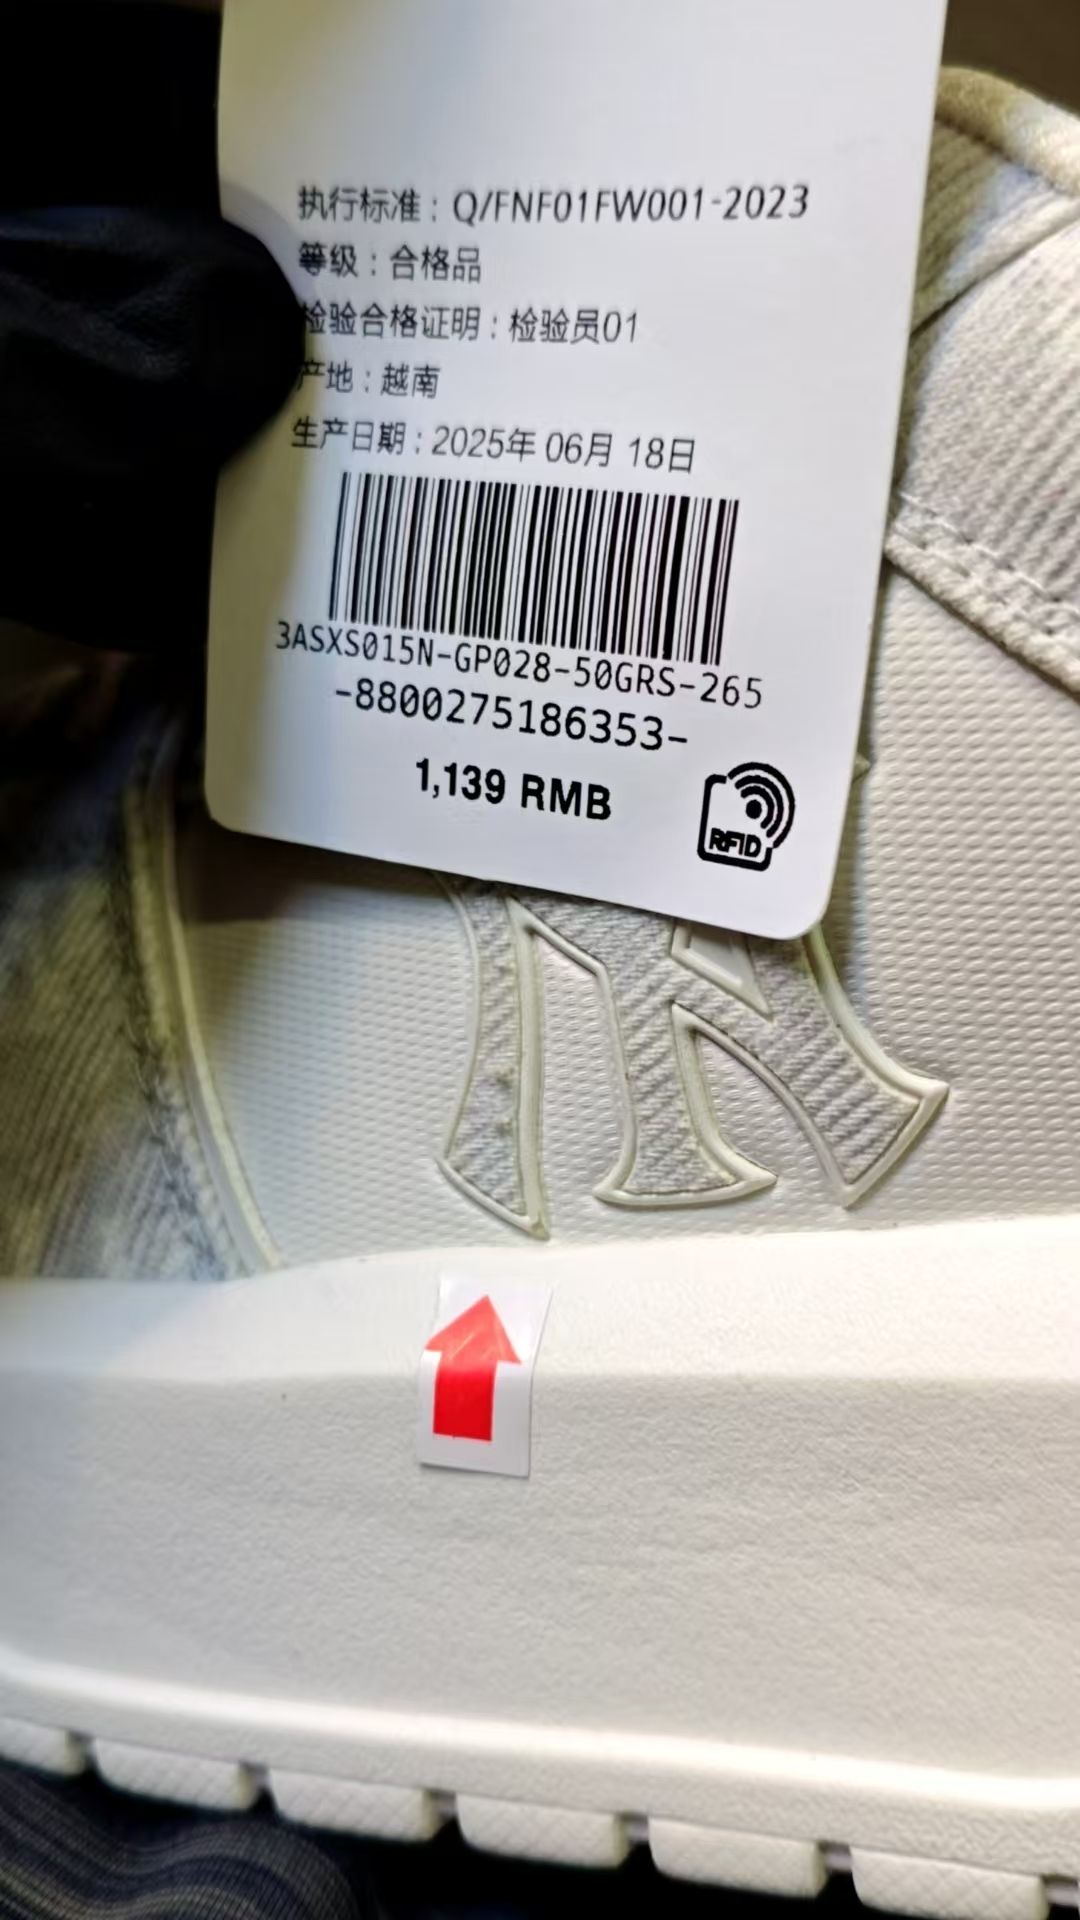 执行标准：Q/FNF01FW001-2023
等级：合格品
检验合格证明：检验员01
产地：越南
生产日期：2025年 06月 18日
3ASXS015N-GP028-50GRS-265
-8800275186353-
1,139 RMB
RFID